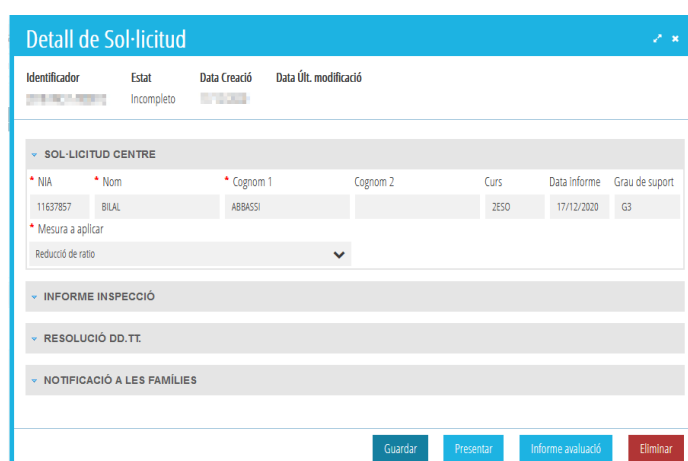 Detall de Sol·licitud
Identificador Estat Data Creació Data Últ. modificació
Incompleto
SOL·LICITUD CENTRE
* NIA * Nom * Cognom 1 Cognom 2 Curs Data informe Grau de suport
11637857 BILAL ABBASSI 2ESO 17/12/2020 G3
* Mesura a aplicar
Reducció de ratio
INFORME INSPECCIÓ
RESOLUCIÓ DD.TT.
NOTIFICACIÓ A LES FAMÍLIES
Guardar Presentar Informe avaluació Eliminar